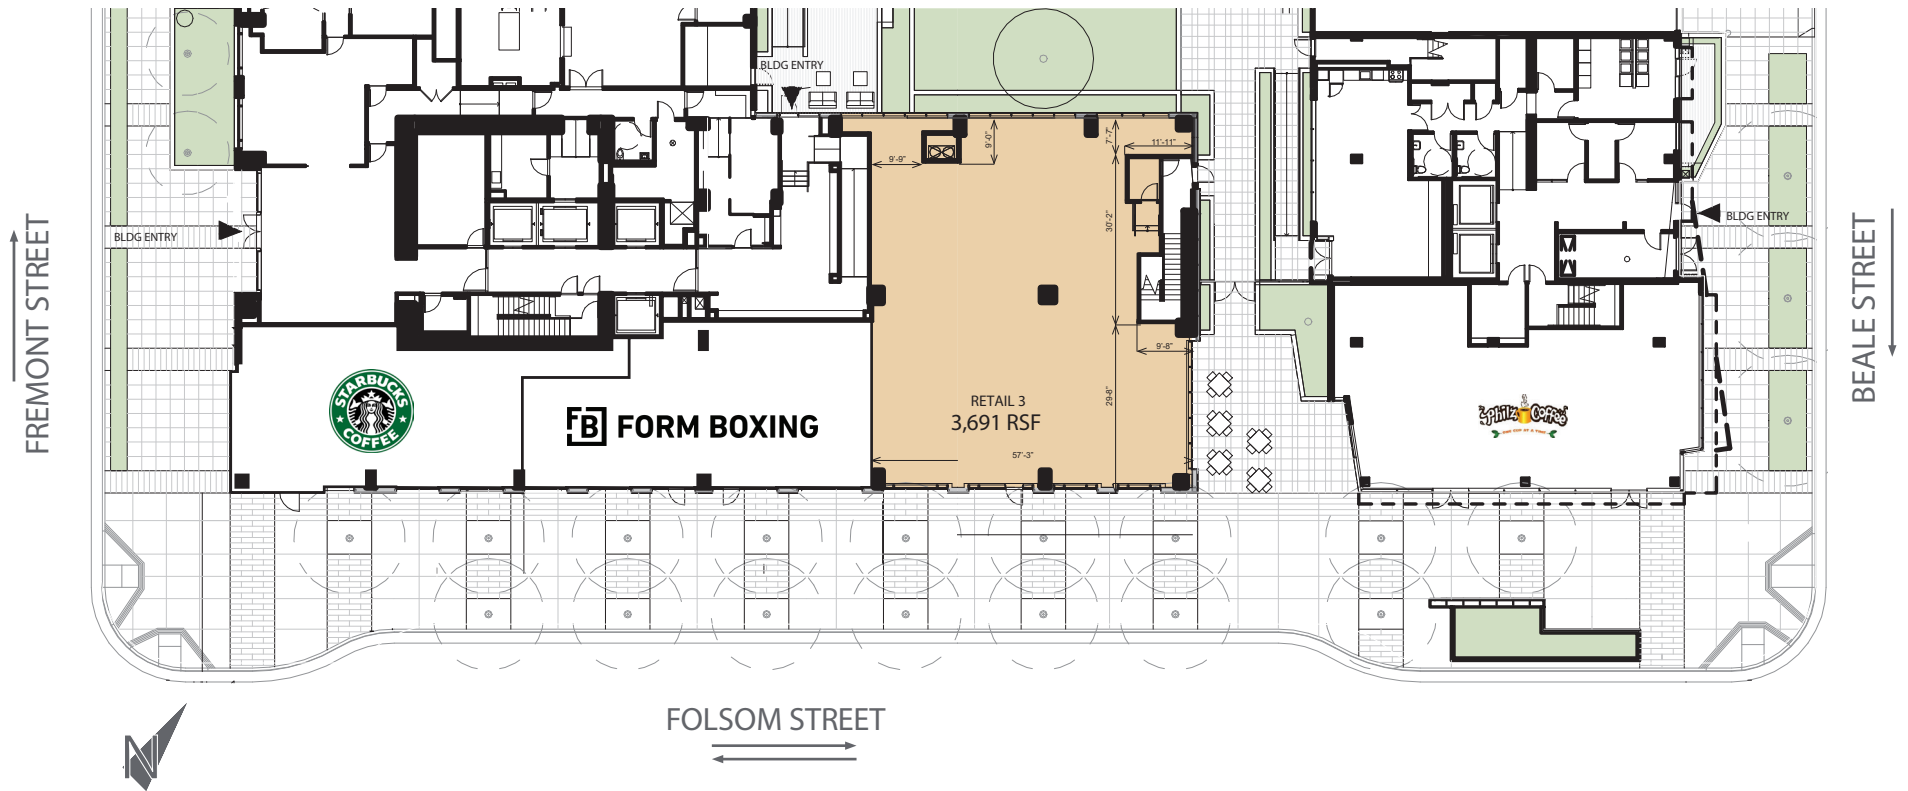 BLDG ENTRY
9'-9"
9'-0"
7'-7"
11'-11"
30'-2"
BLDG ENTRY
BLDG ENTRY
FREMONT STREET
BEALE STREET
9'-8"
29'-8"
STARBUCKS
COFFEE
FORM BOXING
RETAIL 3
3,691 RSF
57'-3"
Philz Coffee
FOLSOM STREET
N